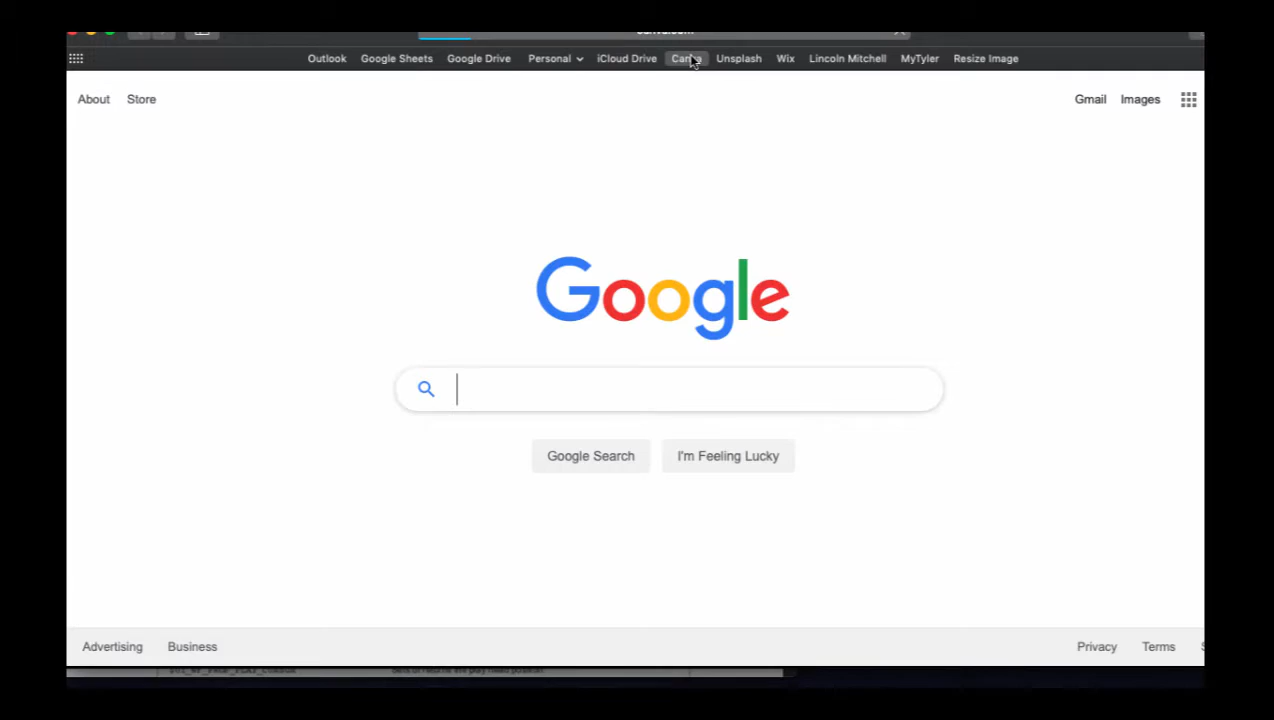 Outlook Google Sheets Google Drive Personal iCloud Drive Canva Unsplash Wix Lincoln Mitchell MyTyler Resize Image
About Store
Gmail Images
Google
Google Search I'm Feeling Lucky
Advertising Business
Privacy Terms